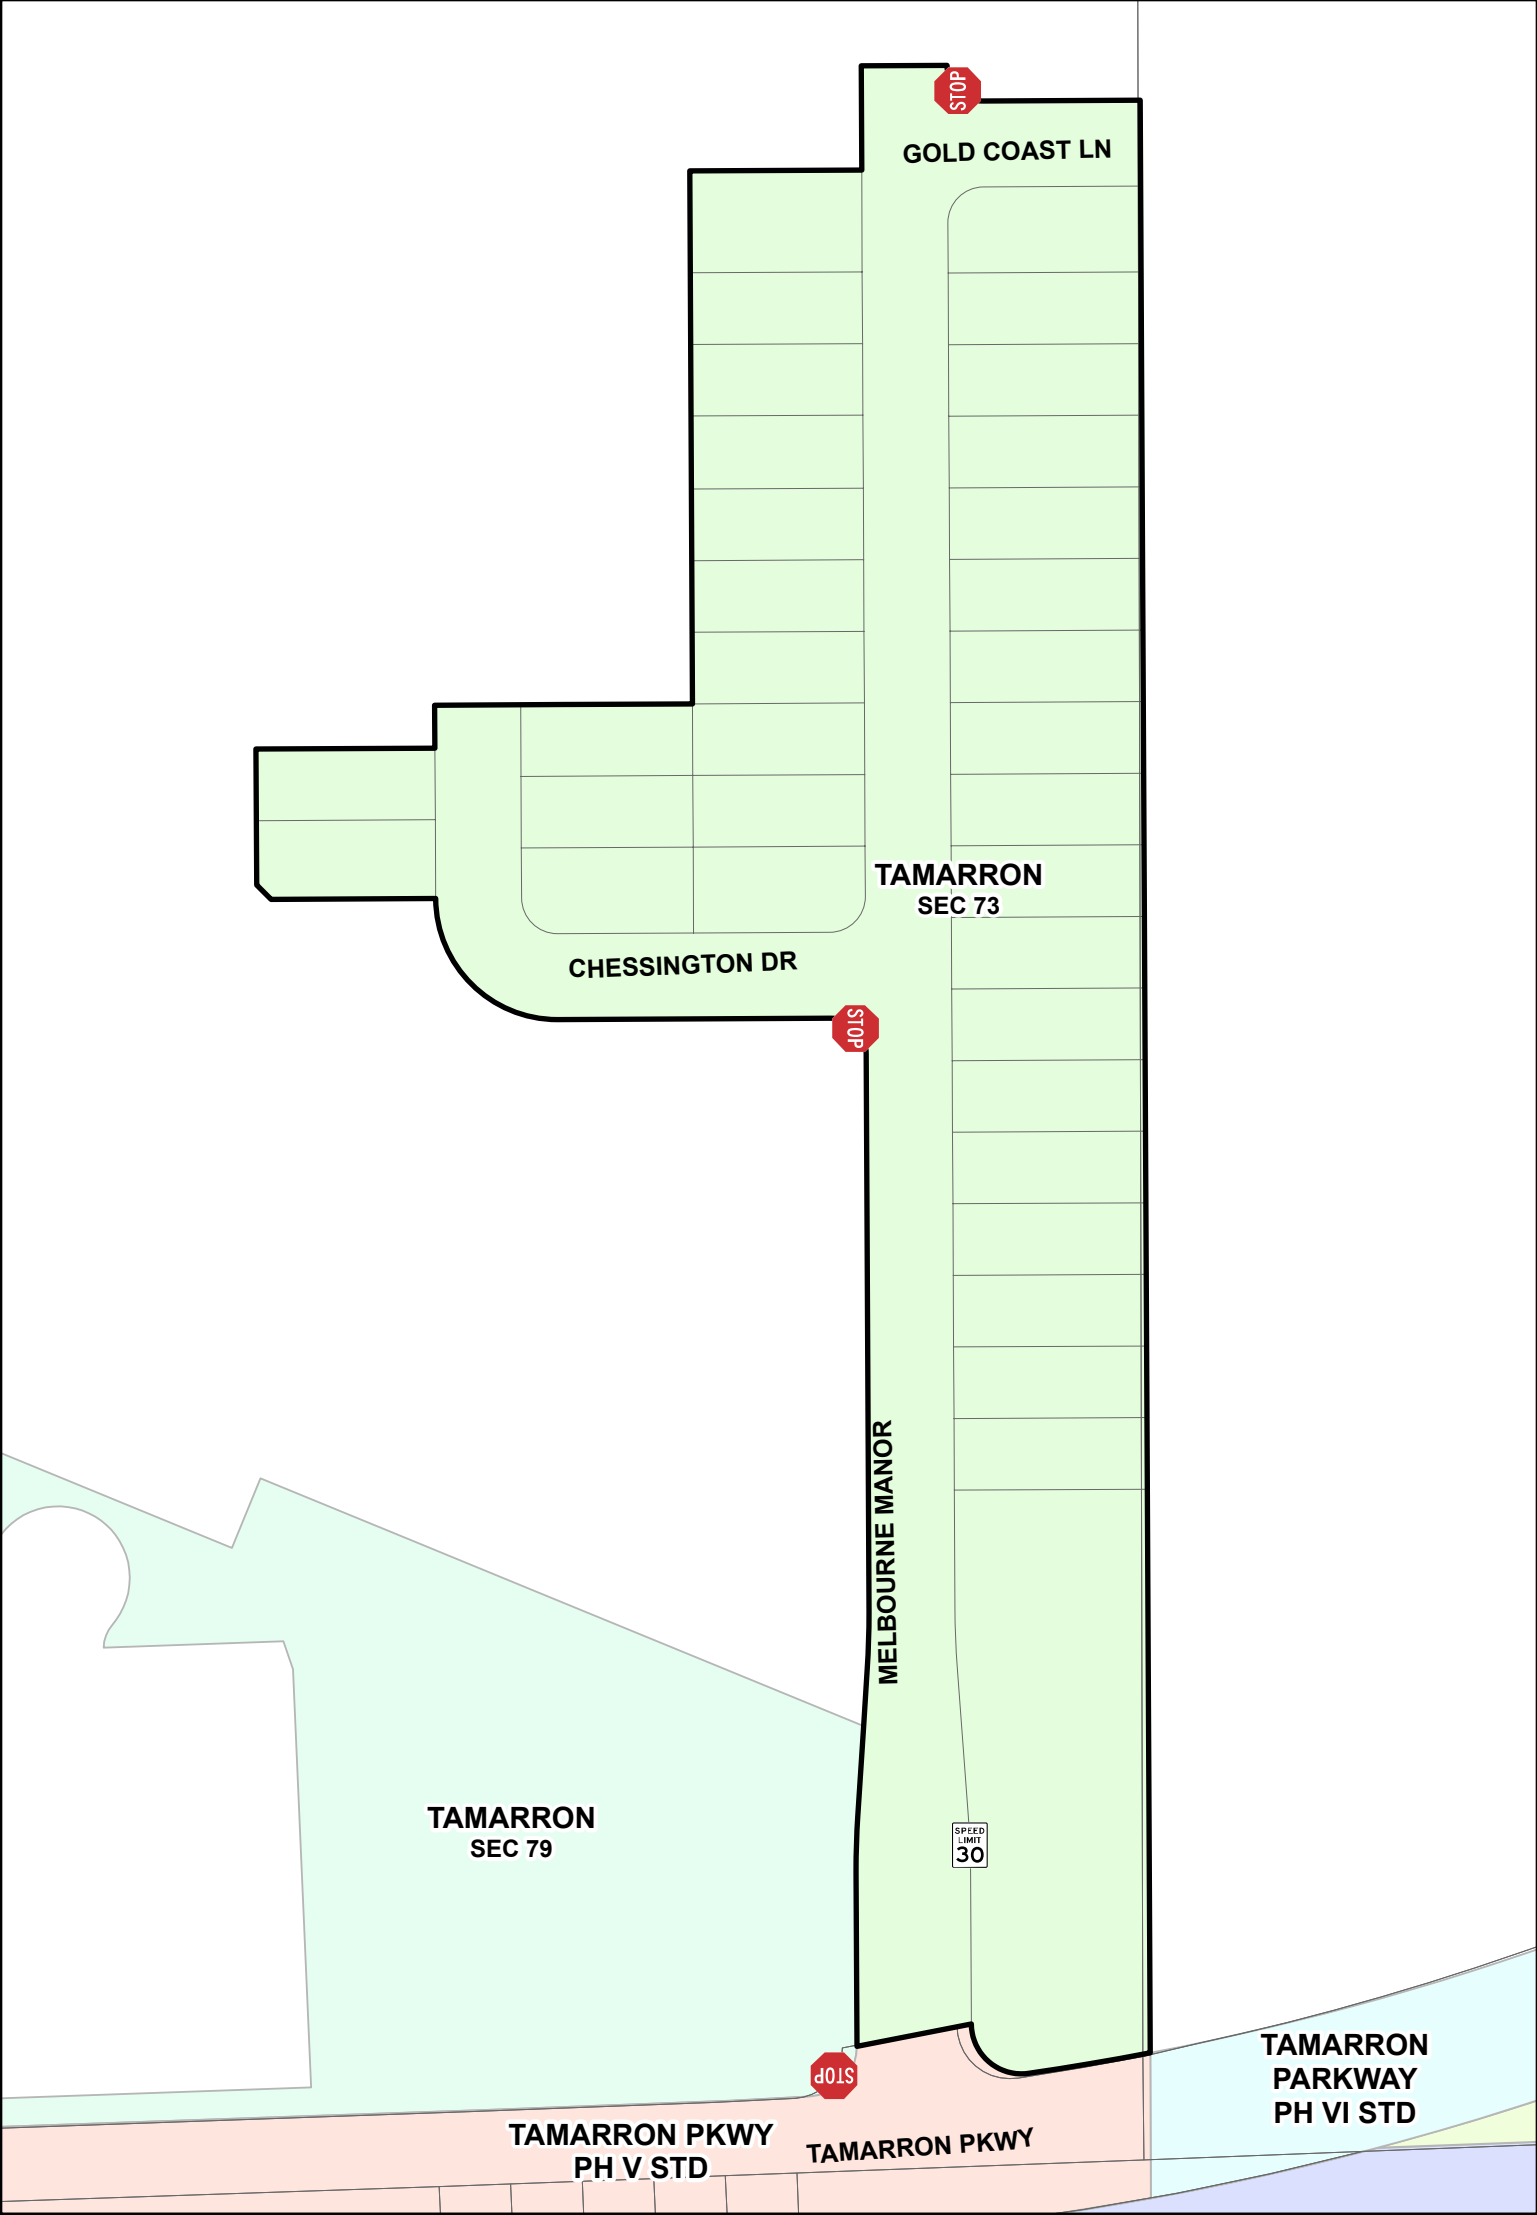 STOP
GOLD COAST LN
TAMARRON
SEC 73
CHESSINGTON DR
STOP
MELBOURNE MANOR
TAMARRON
SEC 79
SPEED
LIMIT
30
STOP
TAMARRON
PARKWAY
PH VI STD
TAMARRON PKWY
PH V STD
TAMARRON PKWY